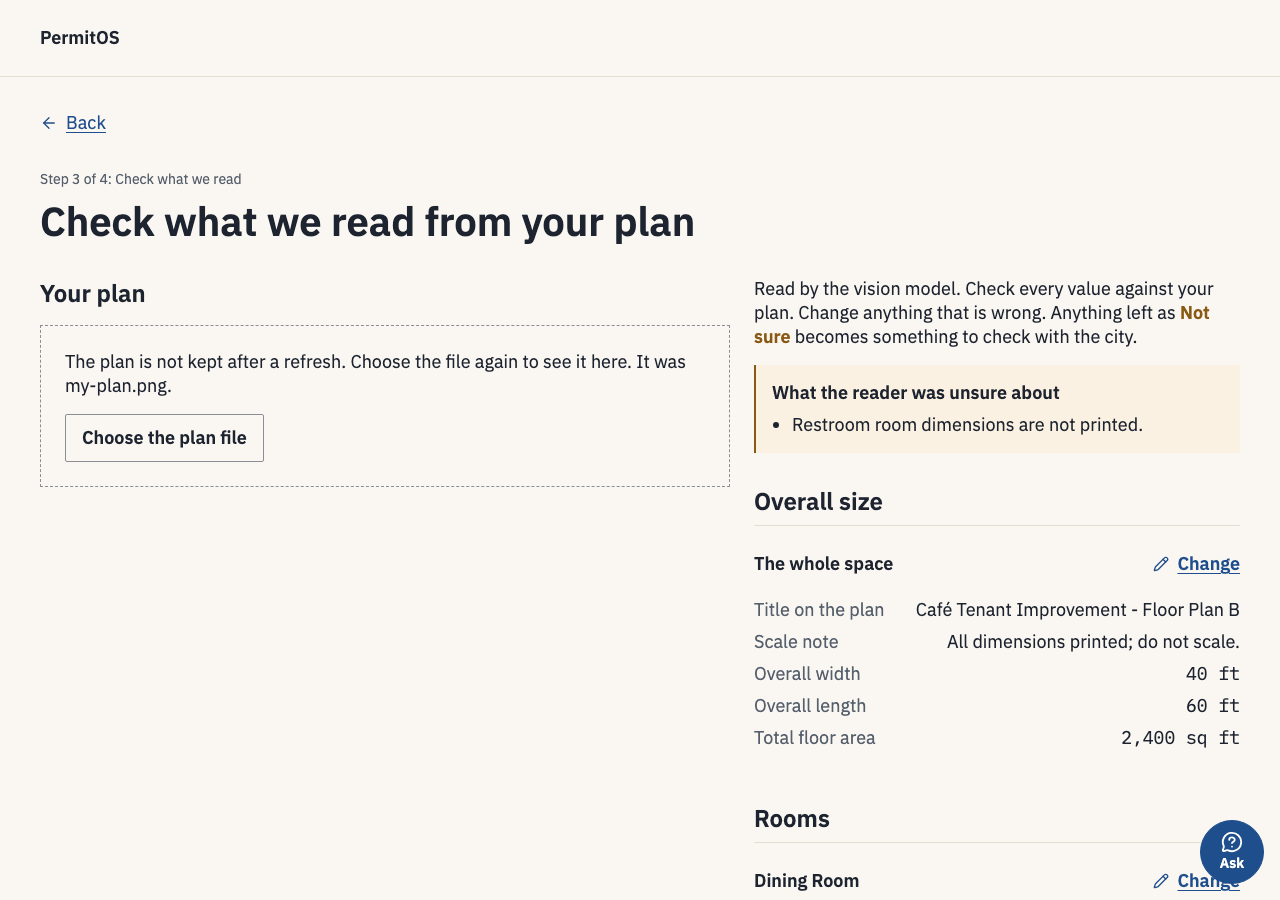 PermitOS
Back
Step 3 of 4: Check what we read
Check what we read from your plan
Your plan
The plan is not kept after a refresh. Choose the file again to see it here. It was
my-plan.png.
Choose the plan file
Read by the vision model. Check every value against your
plan. Change anything that is wrong. Anything left as Not
sure becomes something to check with the city.
What the reader was unsure about
• Restroom room dimensions are not printed.
Overall size
The whole space Change
Title on the plan Café Tenant Improvement - Floor Plan B
Scale note All dimensions printed; do not scale.
Overall width 40 ft
Overall length 60 ft
Total floor area 2,400 sq ft
Rooms
Dining Room Change
Ask